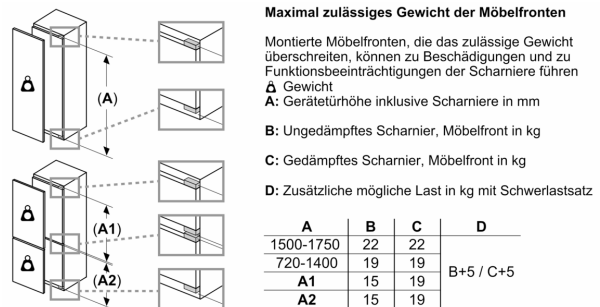 Maximal zulässiges Gewicht der Möbelfronten
Montierte Möbelfronten, die das zulässige Gewicht
überschreiten, können zu Beschädigungen und zu
Funktionsbeeinträchtigungen der Scharniere führen
Gewicht
A: Gerätetürhöhe inklusive Scharniere in mm
B: Ungedämpftes Scharnier, Möbelfront in kg
C: Gedämpftes Scharnier, Möbelfront in kg
D: Zusätzliche mögliche Last in kg mit Schwerlastsatz
(A)
(A1)
(A2)
A B C D
1500-1750 22 22
720-1400 19 19
B+5 / C+5
A1 15 19
A2 15 19